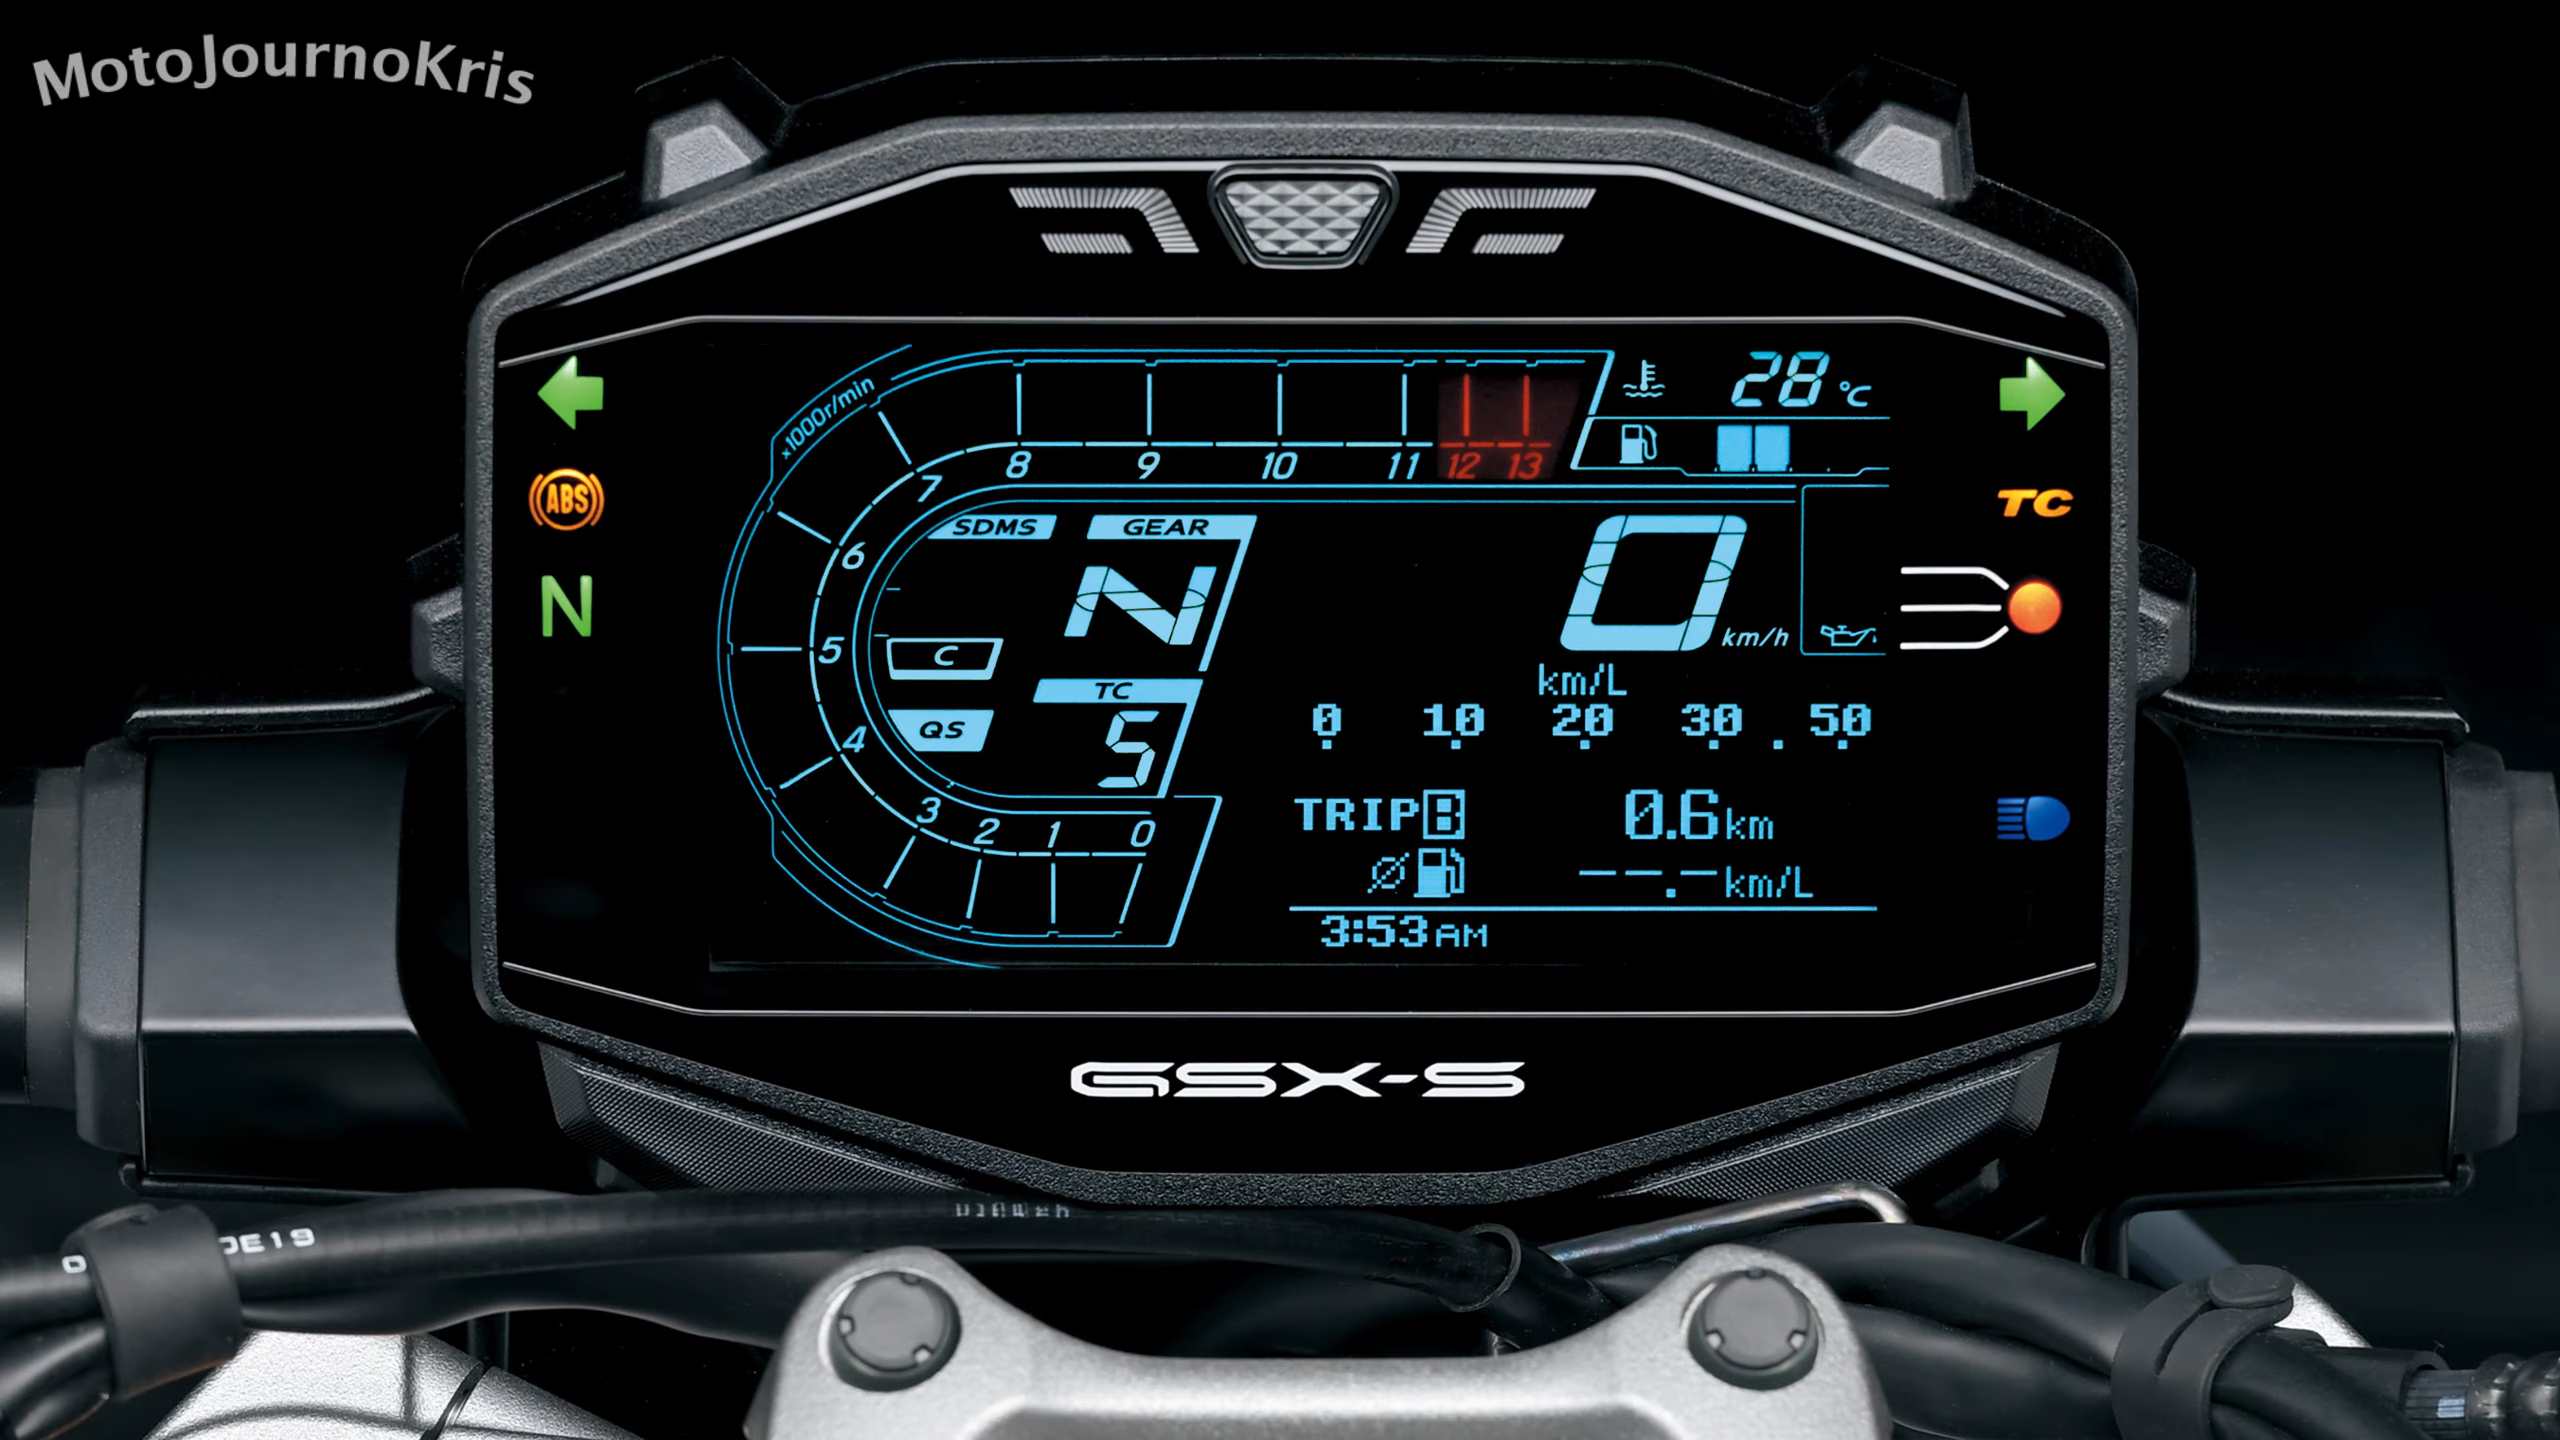 MotoJournoKris
×1000r/min
28 °C
8 9 10 11 12 13
7
SDMS GEAR
6
N
0 km/h
ABS
TC
N
5
C
km/L
TC
0 10 20 30 50
QS
5
4
3 2 1 0
TRIP B 0.6 km
--.- km/L
3:53 AM
GSX-S
DE19